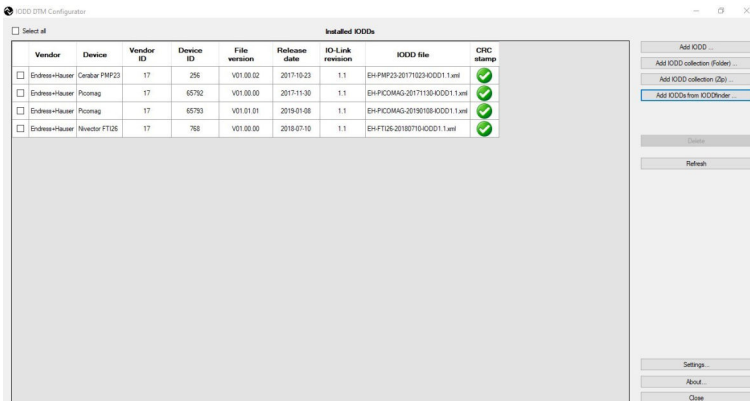 IODD DTM Configurator
Select all
Installed IODDs
Vendor Device Vendor ID Device ID File version Release date IO-Link revision IODD file CRC stamp
Endress+Hauser Cerabar PMP23 17 256 V01.00.02 2017-10-23 1.1 EH-PMP23-20171023-IODD1.1.xml
Endress+Hauser Picomag 17 65792 V01.00.00 2017-11-30 1.1 EH-PICOMAG-20171130-IODD1.1.xml
Endress+Hauser Picomag 17 65793 V01.01.01 2019-01-08 1.1 EH-PICOMAG-20190108-IODD1.1.xml
Endress+Hauser Nivector FTI26 17 768 V01.00.00 2018-07-10 1.1 EH-FTI26-20180710-IODD1.1.xml
Add IODD ...
Add IODD collection (Folder) ...
Add IODD collection (Zip) ...
Add IODDs from IODDfinder ...
Delete
Refresh
Settings...
About...
Close